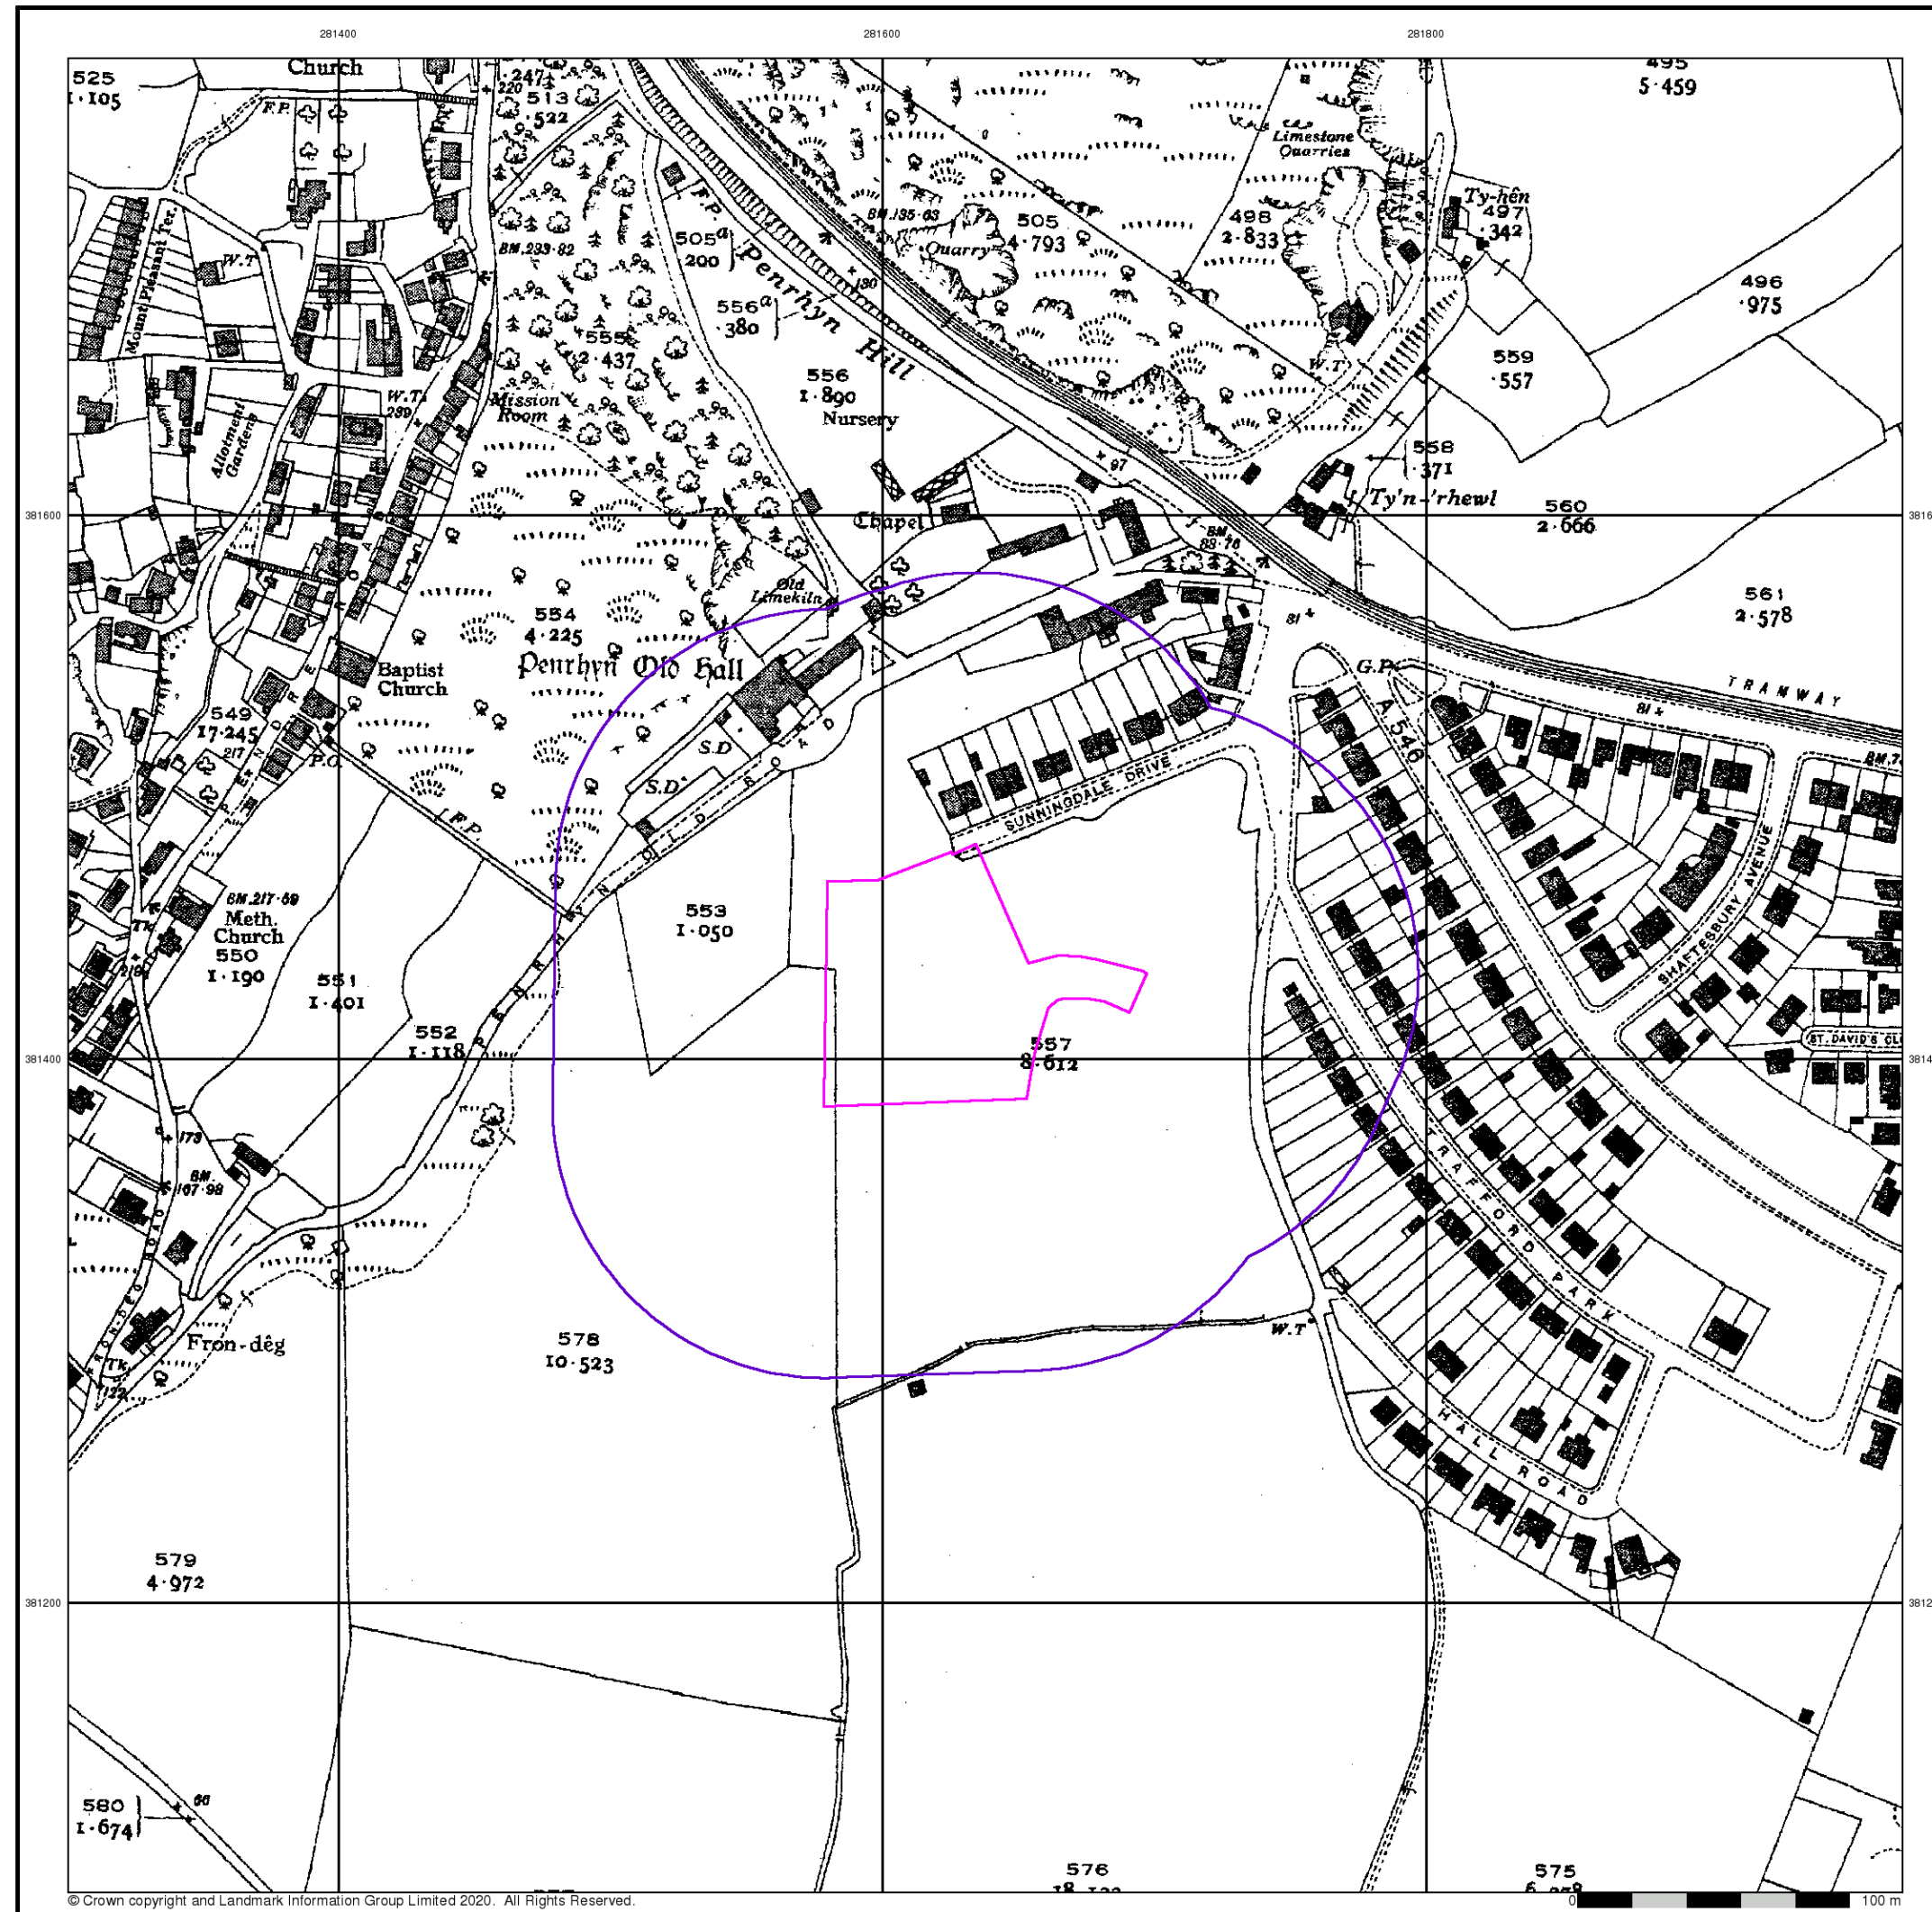 281400
281600
281800
525
1·105
Church
F.P.
·247
220
513
·522
495
5·459
Limestone
Quarries
Ty-hên
497
·342
BM.135·63
505
4·793
498
2·833
Quarry
505ᵃ
200
F.P.
Penrhyn Hill
130
556ᵃ
380
BM.233·82
Mount Pleasant Ter.
W.T
555
2·437
496
·975
559
·557
W.T
556
1·890
Nursery
Mission
Room
W.T.
239
Allotment
Gardens
97
558
·371
Ty'n-'rhewl
560
2·666
381600
Chapel
BM.
83·76
Old
Limekiln
561
2·578
554
4·225
81
Penrhyn Old Hall
Baptist
Church
G.P.
TRAMWAY
81
A 546
549
17·245
217
P.O.
S.D
S.D.
SUNNINGDALE DRIVE
F.P.
PENRHYN OLD ROAD
SHAFTESBURY AVENUE
BM.217·69
Meth.
Church
550
1·190
Tk
553
1·050
551
1·401
552
1·118
557
8·612
ST. DAVID'S CL
381400
173
BM.
167·98
TRAFFORD PARK
FRON-DEG ROAD
Tk
122
Fron-dêg
578
10·523
W.T
HALL ROAD
579
4·972
381200
580
1·674
66
576
575
© Crown copyright and Landmark Information Group Limited 2020. All Rights Reserved.
0
100 m